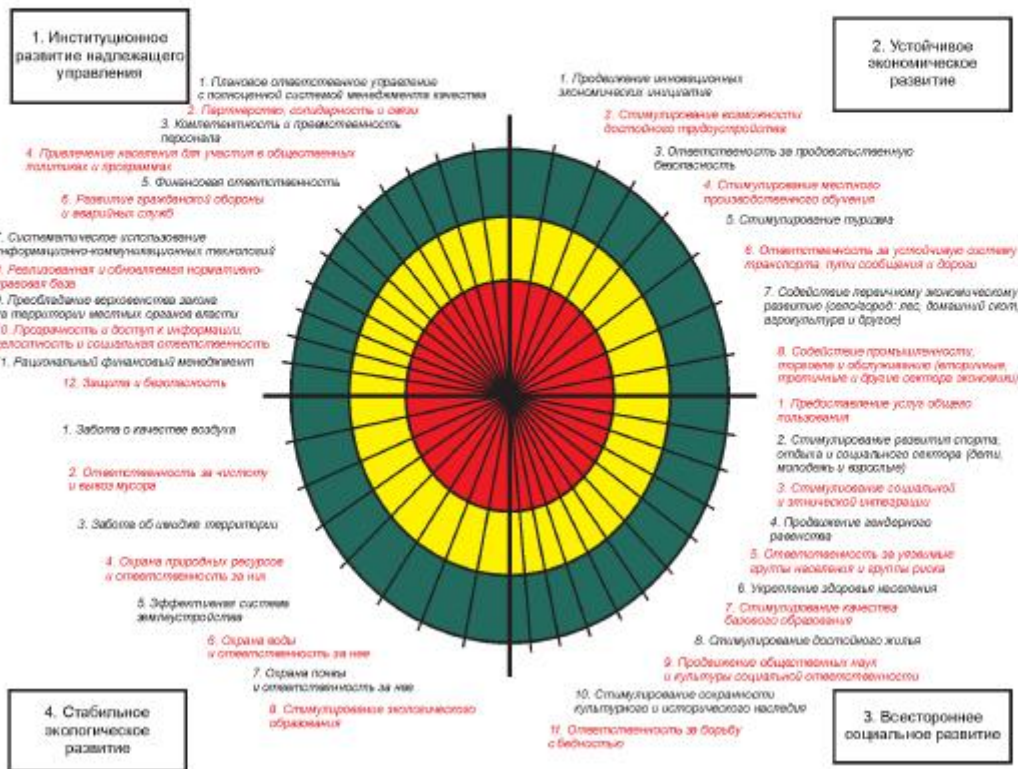 1. Институционное
развитие надлежащего
управления
1. Плановое ответственное управление
с полноценной системой менеджмента качества
2. Партнерство, солидарность и связи
3. Компетентность и преемственность
персонала
4. Привлечение населения для участия в общественных
политиках и программах
5. Финансовая ответственность
6. Развитие гражданской обороны
и аварийных служб
. Систематическое использование
информационно-коммуникационных технологий
. Реализованная и обновляемая нормативно-
правовая база
. Преобладание верховенства закона
на территории местных органов власти
10. Прозрачность и доступ к информации,
целостность и социальная ответственность
11. Рациональный финансовый менеджмент
12. Защита и безопасность
2. Устойчивое
экономическое
развитие
1. Продвижение инновационных
экономических инициатив
2. Стимулирование возможности
достойного трудоустройства
3. Ответственость за продовольственную
безопасность
4. Стимулирование местного
производственного обучения
5. Стимулирование туризма
6. Ответственность за устойчивую систему
транспорта, пути сообщения и дороги
7. Содействие первичному экономическому
развитию (село/город: лес, домашний скот,
агрокультура и другое)
8. Содействие промышленности,
торговле и обслуживанию (вторичные,
третичные и другие сектора экономики)
1. Предоставление услуг общего
пользования
2. Стимулирование развития спорта,
отдыха и социального сектора (дети,
молодежь и взрослые)
3. Стимулиование социальной
и этнической интеграции
4. Продвижение гендерного
равенства
5. Ответственность за уязвимые
групы населения и группы риска
6. Укрепление здоровья населения
7. Стимулирование качества
базового образования
8. Стимулирование достойного жилья
9. Продвижение общественных наук
и культуры социальной ответственности
10. Стимулирование сохранности
культурного и исторического наследия
11. Ответственность за борьбу
с бедностью
3. Всестороннее
социальное развитие
1. Забота о качестве воздуха
2. Ответственность за чистоту
и вывоз мусора
3. Забота об имидже территории
4. Охрана природных ресурсов
и ответственность за них
5. Эффективная система
землеустройства
6. Охрана воды
и ответственность за нее
7. Охрана почвы
и ответственность за нее
8. Стимулирование экологического
образования
4. Стабильное
экологическое
развитие